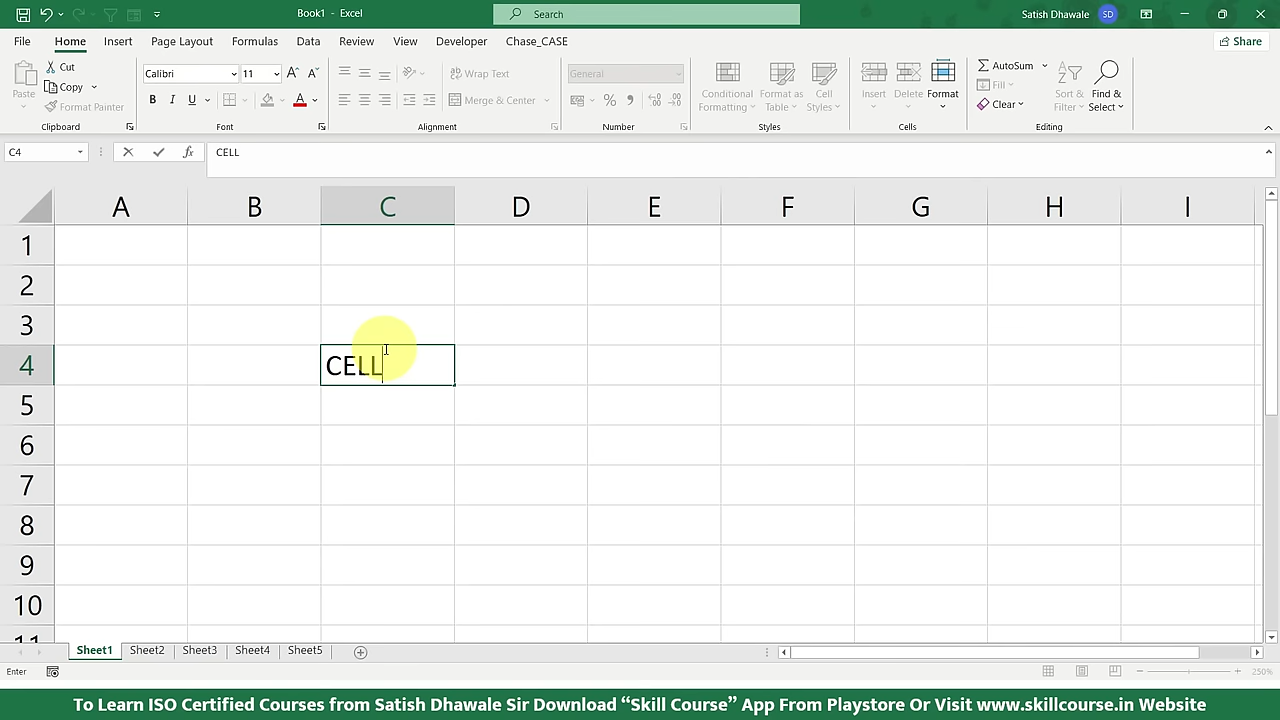 Book1 - Excel
Search
Satish Dhawale SD
File Home Insert Page Layout Formulas Data Review View Developer Chase_CASE Share
Paste
Cut
Copy
Format Painter
Clipboard
Calibri 11
B I U
Font
Wrap Text
Merge & Center
Alignment
General
Number
Conditional Formatting
Format as Table
Cell Styles
Styles
Insert Delete Format
Cells
AutoSum
Fill
Clear
Sort & Filter
Find & Select
Editing
C4 fx CELL
A B C D E F G H I
1
2
3
4 CELL
5
6
7
8
9
10
11
Sheet1 Sheet2 Sheet3 Sheet4 Sheet5
Enter 250%
To Learn ISO Certified Courses from Satish Dhawale Sir Download “Skill Course” App From Playstore Or Visit www.skillcourse.in Website